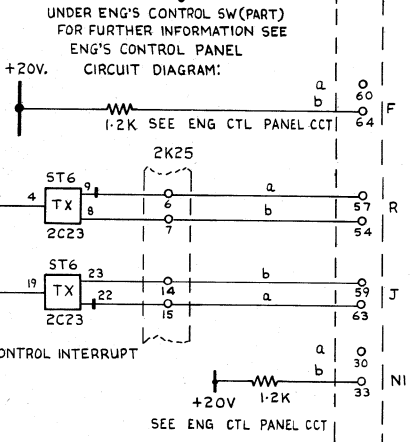 UNDER ENG'S CONTROL SW(PART)
FOR FURTHER INFORMATION SEE
ENG'S CONTROL PANEL
+20V. CIRCUIT DIAGRAM:
a 60
b 64 F
1·2K SEE ENG CTL PANEL CCT
2K25
ST6
4 TX 9 6 a 57 R
8 7 b 54
2C23
ST6
19 TX 23 14 b 59 J
22 15 a 63
2C23
ONTROL INTERRUPT
a 30
b 33 NI
1·2K
+20V
SEE ENG CTL PANEL CCT